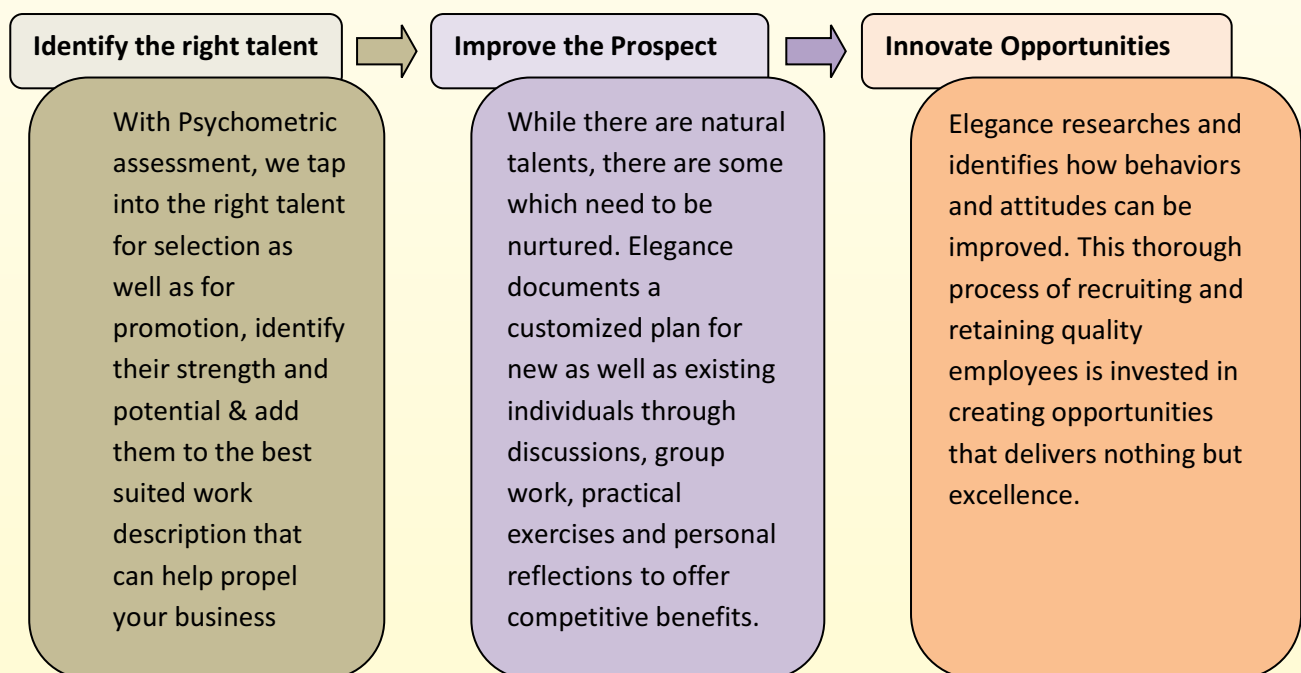 Identify the right talent
With Psychometric
assessment, we tap
into the right talent
for selection as
well as for
promotion, identify
their strength and
potential & add
them to the best
suited work
description that
can help propel
your business
Improve the Prospect
While there are natural
talents, there are some
which need to be
nurtured. Elegance
documents a
customized plan for
new as well as existing
individuals through
discussions, group
work, practical
exercises and personal
reflections to offer
competitive benefits.
Innovate Opportunities
Elegance researches and
identifies how behaviors
and attitudes can be
improved. This thorough
process of recruiting and
retaining quality
employees is invested in
creating opportunities
that delivers nothing but
excellence.